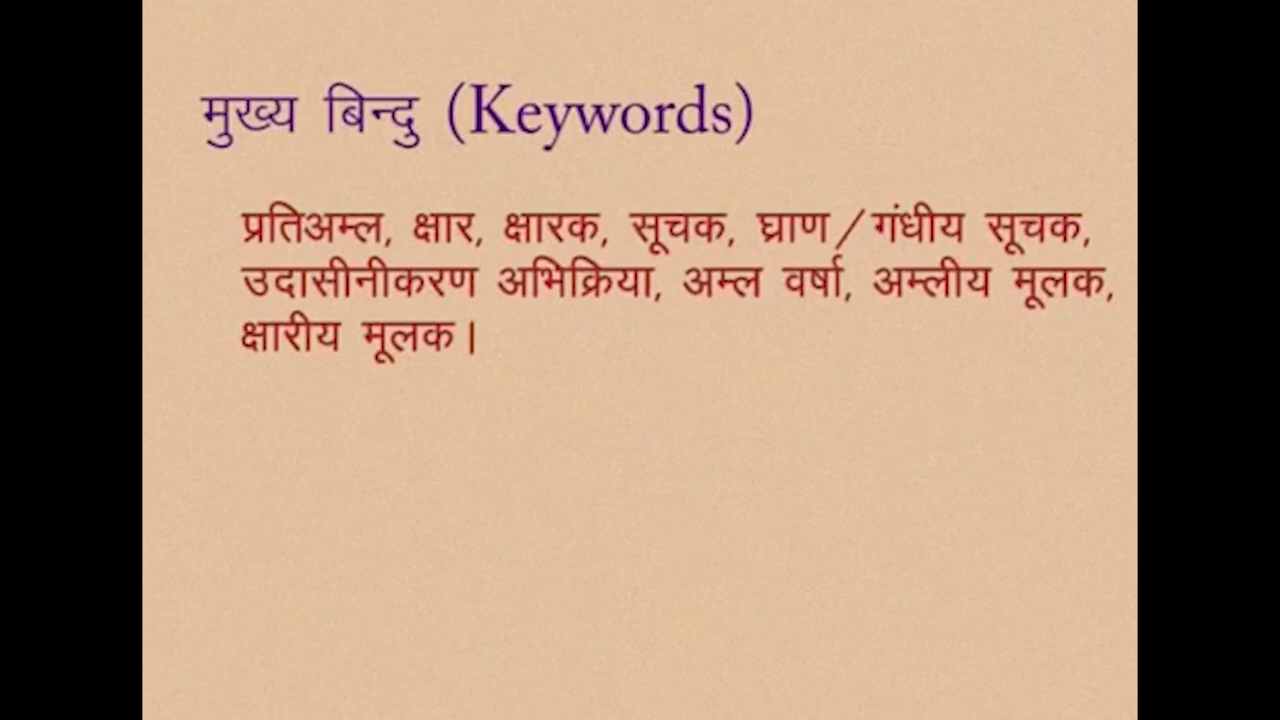 मुख्य बिन्दु (Keywords)
प्रतिअम्ल, क्षार, क्षारक, सूचक, घ्राण/गंधीय सूचक,
उदासीनीकरण अभिक्रिया, अम्ल वर्षा, अम्लीय मूलक,
क्षारीय मूलक।